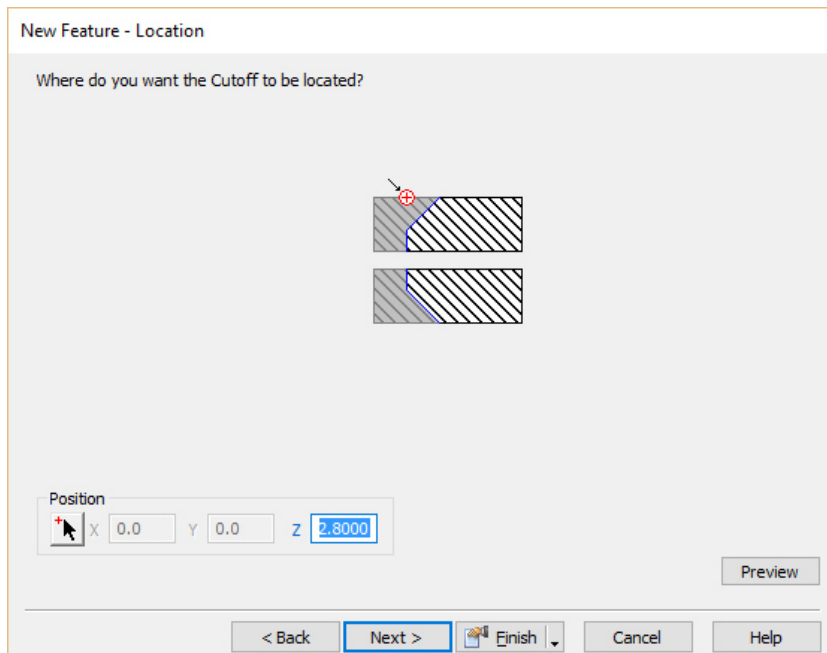 New Feature - Location
Where do you want the Cutoff to be located?
Position
X 0.0 Y 0.0 Z 2.8000
Preview
< Back Next > Finish Cancel Help